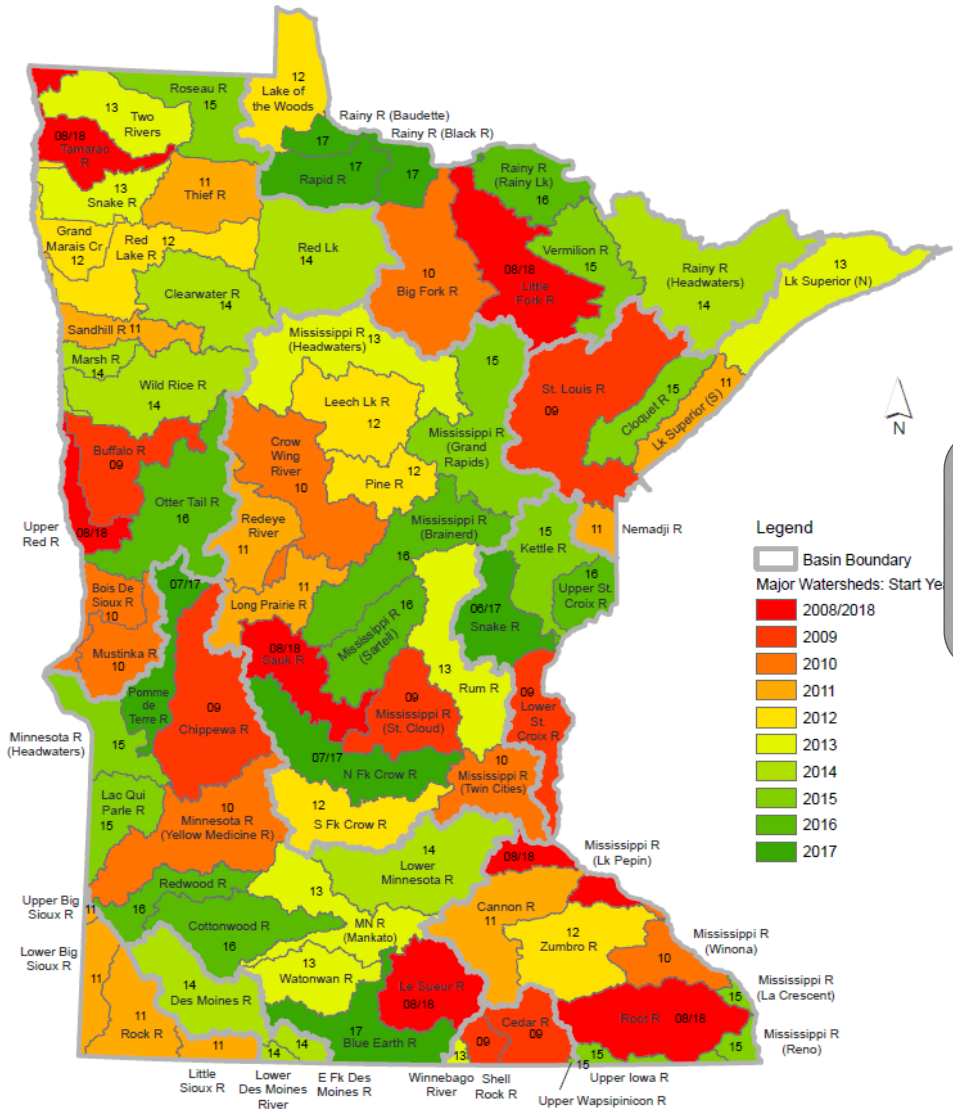 12
Lake of
the Woods
Roseau R
15
13
Two
Rivers
Rainy R (Baudette)
Rainy R (Black R)
08/18
Tamarao
R
17
17
Rapid R
17
Rainy R
(Rainy Lk)
16
13
Snake R
11
Thief R
Grand
Marais Cr
12
Red
Lake R
12
Red Lk
14
10
Big Fork R
08/18
Little
Fork R
Vermilion R
15
Rainy R
(Headwaters)
14
13
Lk Superior (N)
Clearwater R
14
Sandhill R
11
Marsh R
14
Wild Rice R
14
Mississippi R
(Headwaters)
13
15
St. Louis R
09
15
Cloquet R
11
Lk Superior (S)
N
Leech Lk R
12
Mississippi R
(Grand
Rapids)
Buffalo R
09
Crow
Wing
River
10
12
Pine R
Otter Tail R
16
Upper
Red R
08/18
Redeye
River
11
Mississippi R
(Brainerd)
16
15
Kettle R
11
Nemadji R
16
Upper St.
Croix R
Bois De
Sioux R
10
07/17
11
Long Prairie R
16
Mississippi R
(Sartell)
06/17
Snake R
Mustinka R
10
08/18
Sauk R
13
Rum R
Pomme
de
Terre R
09
Chippewa R
09
Mississippi R
(St. Cloud)
09
Lower
St.
Croix R
Minnesota R
(Headwaters)
15
07/17
N Fk Crow R
10
Mississippi R
(Twin Cities)
Lac Qui
Parle R
15
10
Minnesota R
(Yellow Medicine R)
12
S Fk Crow R
14
Lower
Minnesota R
08/18
Mississippi R
(Lk Pepin)
Redwood R
16
13
Upper Big
Sioux R
11
Cottonwood R
16
MN R
(Mankato)
Cannon R
11
12
Zumbro R
Mississippi R
(Winona)
10
Lower Big
Sioux R
11
13
Watonwan R
Le Sueur R
08/18
14
Des Moines R
Mississippi R
(La Crescent)
15
11
Rock R
17
Blue Earth R
Cedar R
09
09
Root R
08/18
Mississippi R
(Reno)
15
11
14
14
13
15
15
Little
Sioux R
Lower
Des Moines
River
E Fk Des
Moines R
Winnebago
River
Shell
Rock R
Upper Iowa R
Upper Wapsipinicon R
Legend
Basin Boundary
Major Watersheds: Start Yea
2008/2018
2009
2010
2011
2012
2013
2014
2015
2016
2017